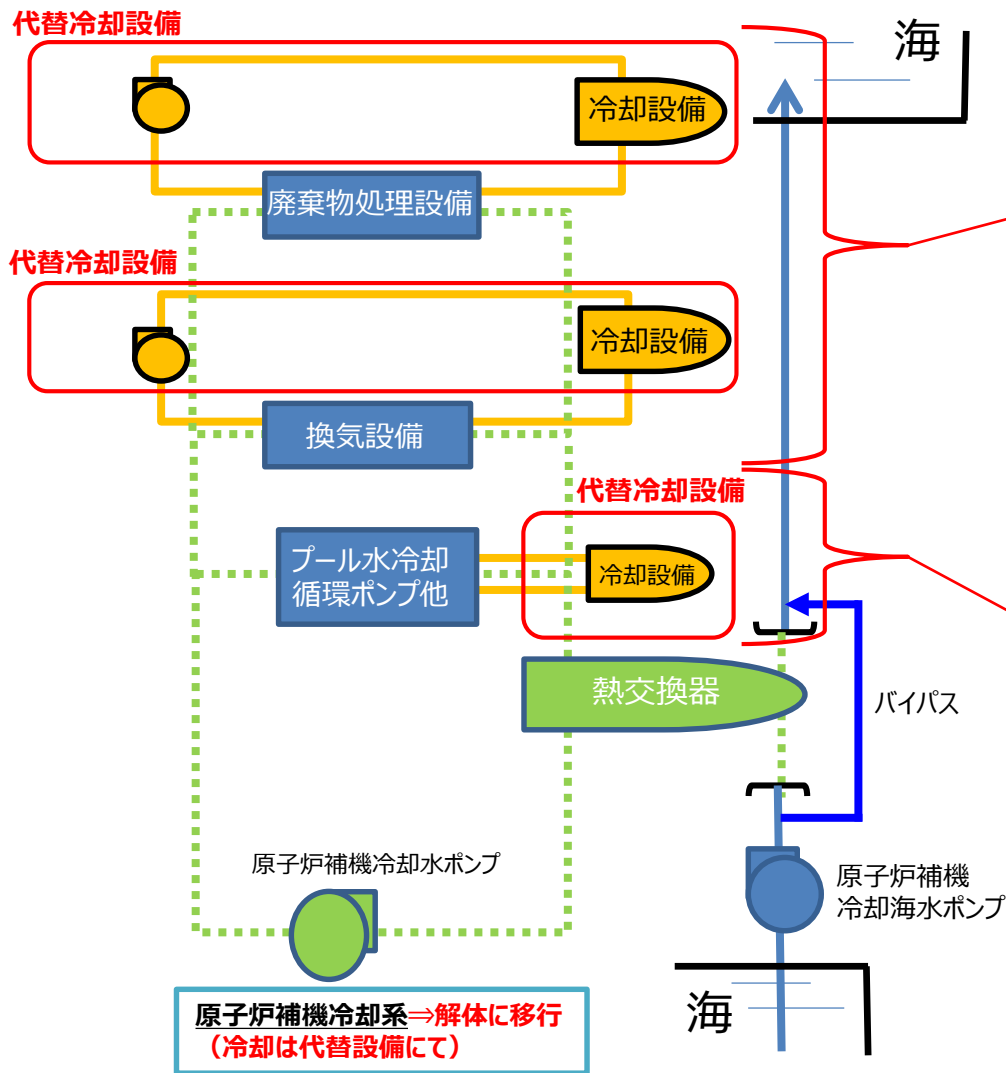 代替冷却設備
海
冷却設備
廃棄物処理設備
代替冷却設備
冷却設備
換気設備
代替冷却設備
プール水冷却
循環ポンプ他
冷却設備
熱交換器
バイパス
原子炉補機冷却水ポンプ
原子炉補機
冷却海水ポンプ
原子炉補機冷却系⇒解体に移行
（冷却は代替設備にて）
海